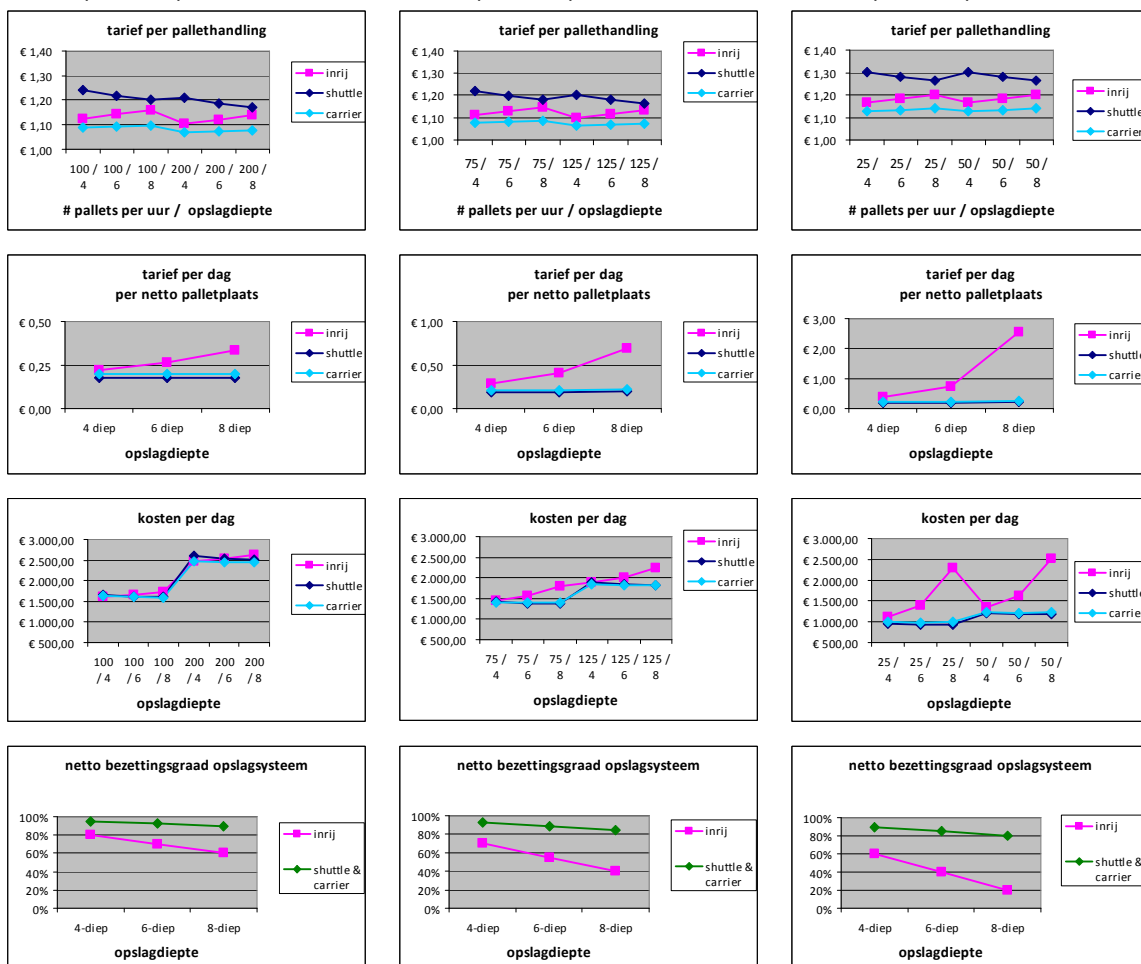 tarief per pallethandling
€ 1,40
€ 1,30
€ 1,20
€ 1,10
€ 1,00
100 / 4
100 / 6
100 / 8
200 / 4
200 / 6
200 / 8
# pallets per uur / opslagdiepte
inrij
shuttle
carrier
tarief per pallethandling
€ 1,40
€ 1,30
€ 1,20
€ 1,10
€ 1,00
75 / 4
75 / 6
75 / 8
125 / 4
125 / 6
125 / 8
# pallets per uur / opslagdiepte
inrij
shuttle
carrier
tarief per pallethandling
€ 1,40
€ 1,30
€ 1,20
€ 1,10
€ 1,00
25 / 4
25 / 6
25 / 8
50 / 4
50 / 6
50 / 8
# pallets per uur / opslagdiepte
inrij
shuttle
carrier
tarief per dag
per netto palletplaats
€ 0,50
€ 0,25
€ 0,00
4 diep 6 diep 8 diep
opslagdiepte
inrij
shuttle
carrier
tarief per dag
per netto palletplaats
€ 1,00
€ 0,50
€ 0,00
4 diep 6 diep 8 diep
opslagdiepte
inrij
shuttle
carrier
tarief per dag
per netto palletplaats
€ 3,00
€ 2,00
€ 1,00
€ 0,00
4 diep 6 diep 8 diep
opslagdiepte
inrij
shuttle
carrier
kosten per dag
€ 3.000,00
€ 2.500,00
€ 2.000,00
€ 1.500,00
€ 1.000,00
€ 500,00
100 / 4
100 / 6
100 / 8
200 / 4
200 / 6
200 / 8
opslagdiepte
inrij
shuttle
carrier
kosten per dag
€ 3.000,00
€ 2.500,00
€ 2.000,00
€ 1.500,00
€ 1.000,00
€ 500,00
75 / 4
75 / 6
75 / 8
125 / 4
125 / 6
125 / 8
opslagdiepte
inrij
shuttle
carrier
kosten per dag
€ 3.000,00
€ 2.500,00
€ 2.000,00
€ 1.500,00
€ 1.000,00
€ 500,00
25 / 4
25 / 6
25 / 8
50 / 4
50 / 6
50 / 8
opslagdiepte
inrij
shuttle
carrier
netto bezettingsgraad opslagsysteem
100%
80%
60%
40%
20%
0%
4-diep 6-diep 8-diep
opslagdiepte
inrij
shuttle &
carrier
netto bezettingsgraad opslagsysteem
100%
80%
60%
40%
20%
0%
4-diep 6-diep 8-diep
opslagdiepte
inrij
shuttle &
carrier
netto bezettingsgraad opslagsysteem
100%
80%
60%
40%
20%
0%
4-diep 6-diep 8-diep
opslagdiepte
inrij
shuttle &
carrier